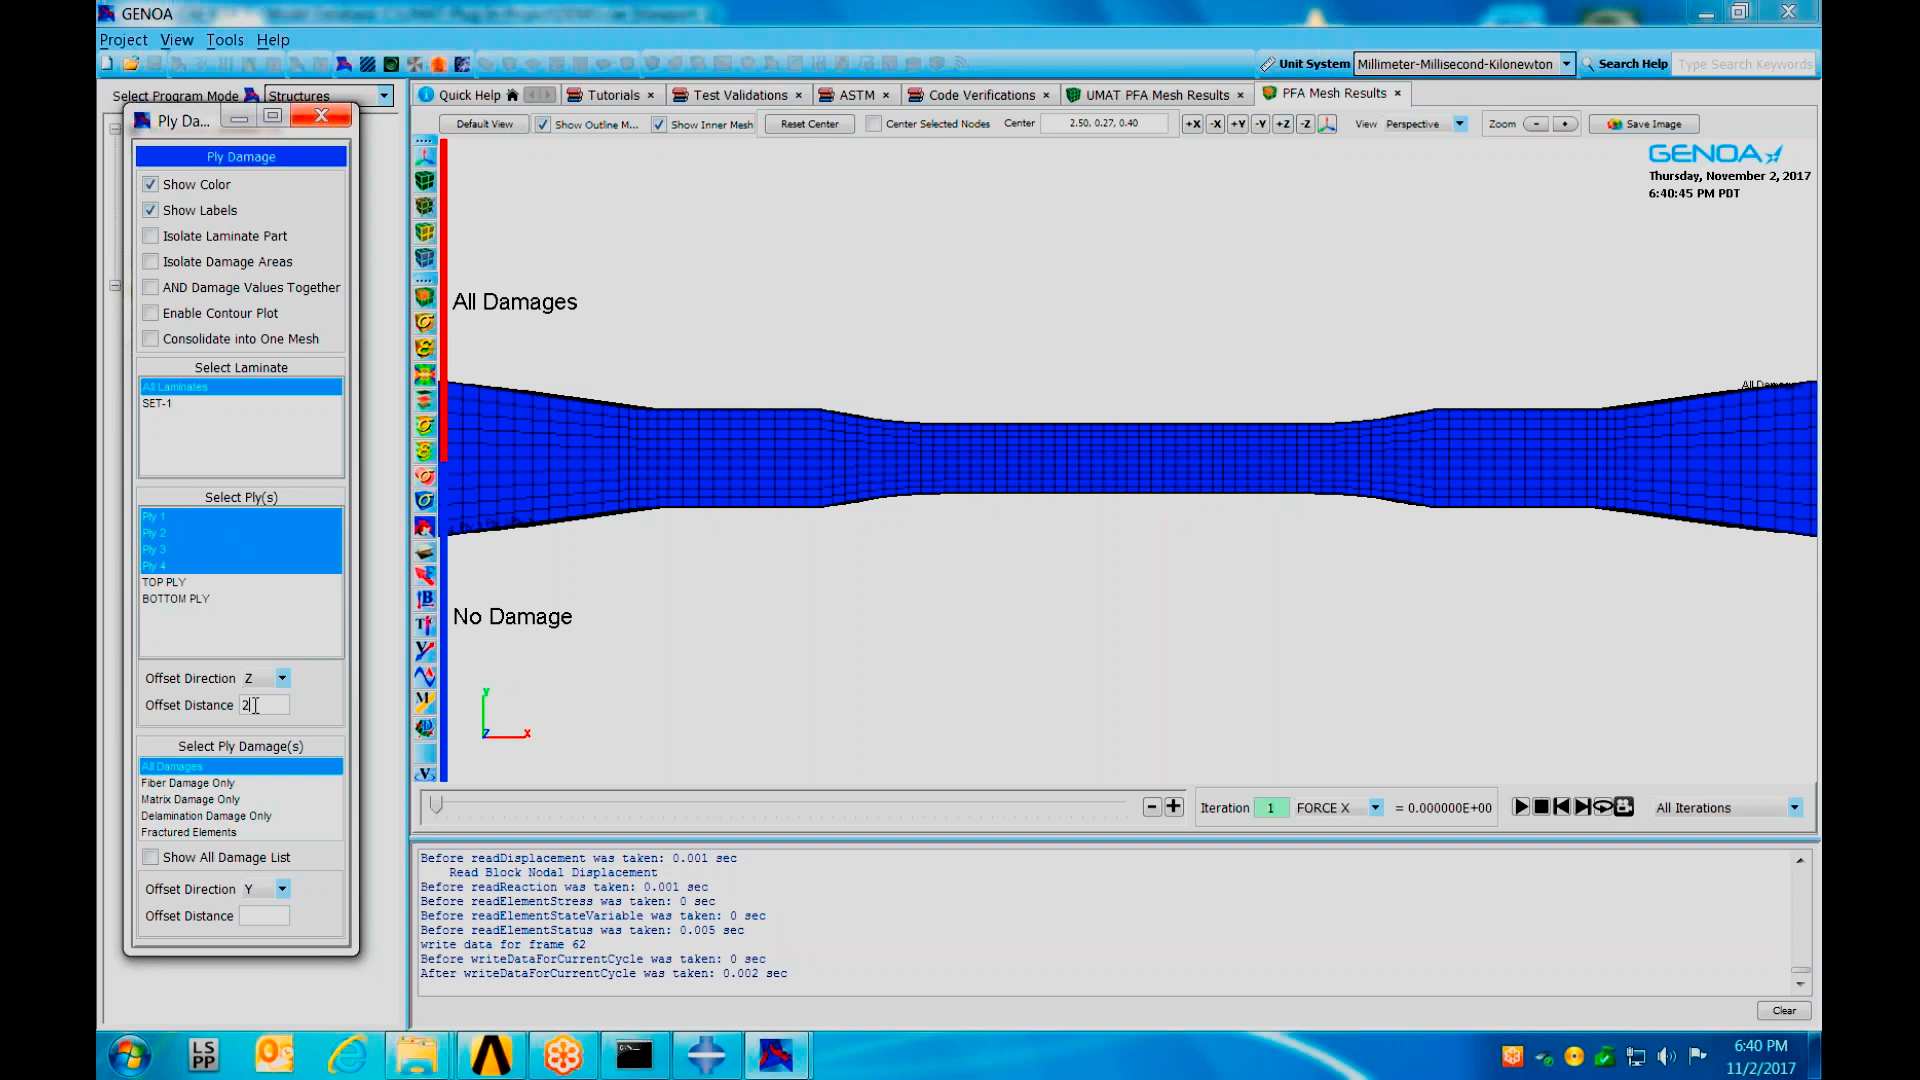 GENOA
Project View Tools Help
Unit System Millimeter-Millisecond-Kilonewton Search Help Type Search Keywords
Select Program Mode Structures
Quick Help Tutorials × Test Validations × ASTM × Code Verifications × UMAT PFA Mesh Results × PFA Mesh Results ×
Default View Show Outline M... Show Inner Mesh Reset Center Center Selected Nodes Center 2.50, 0.27, 0.40 +X -X +Y -Y +Z -Z View Perspective Zoom - + Save Image
Ply Da...
Ply Damage
Show Color
Show Labels
Isolate Laminate Part
Isolate Damage Areas
AND Damage Values Together
Enable Contour Plot
Consolidate into One Mesh
Select Laminate
All Laminates
SET-1
Select Ply(s)
Ply 1
Ply 2
Ply 3
Ply 4
TOP PLY
BOTTOM PLY
Offset Direction Z
Offset Distance 2
Select Ply Damage(s)
All Damages
Fiber Damage Only
Matrix Damage Only
Delamination Damage Only
Fractured Elements
Show All Damage List
Offset Direction Y
Offset Distance
GENOA
Thursday, November 2, 2017
6:40:45 PM PDT
All Damages
No Damage
y
z x
Iteration 1 FORCE X = 0.000000E+00 All Iterations
Before readDisplacement was taken: 0.001 sec
Read Block Nodal Displacement
Before readReaction was taken: 0.001 sec
Before readElementStress was taken: 0 sec
Before readElementStateVariable was taken: 0 sec
Before readElementStatus was taken: 0.005 sec
write data for frame 62
Before writeDataForCurrentCycle was taken: 0 sec
After writeDataForCurrentCycle was taken: 0.002 sec
Clear
LS
PP
6:40 PM
11/2/2017